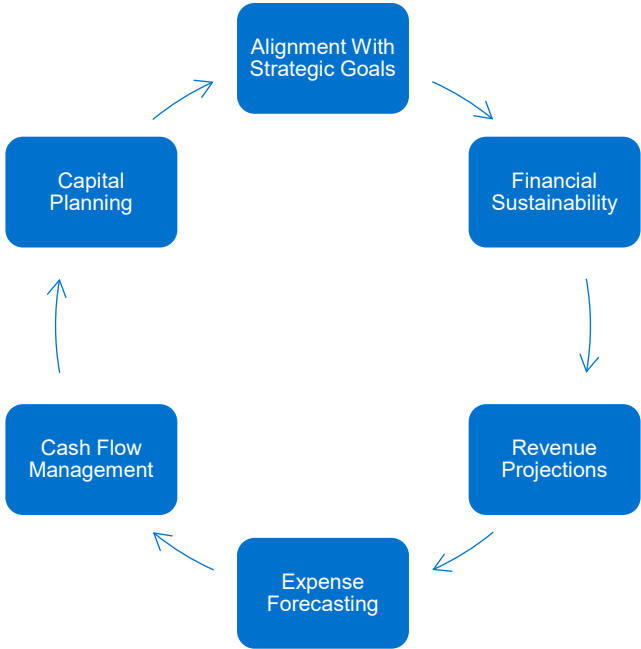 Alignment With
Strategic Goals
Financial
Sustainability
Revenue
Projections
Expense
Forecasting
Cash Flow
Management
Capital
Planning